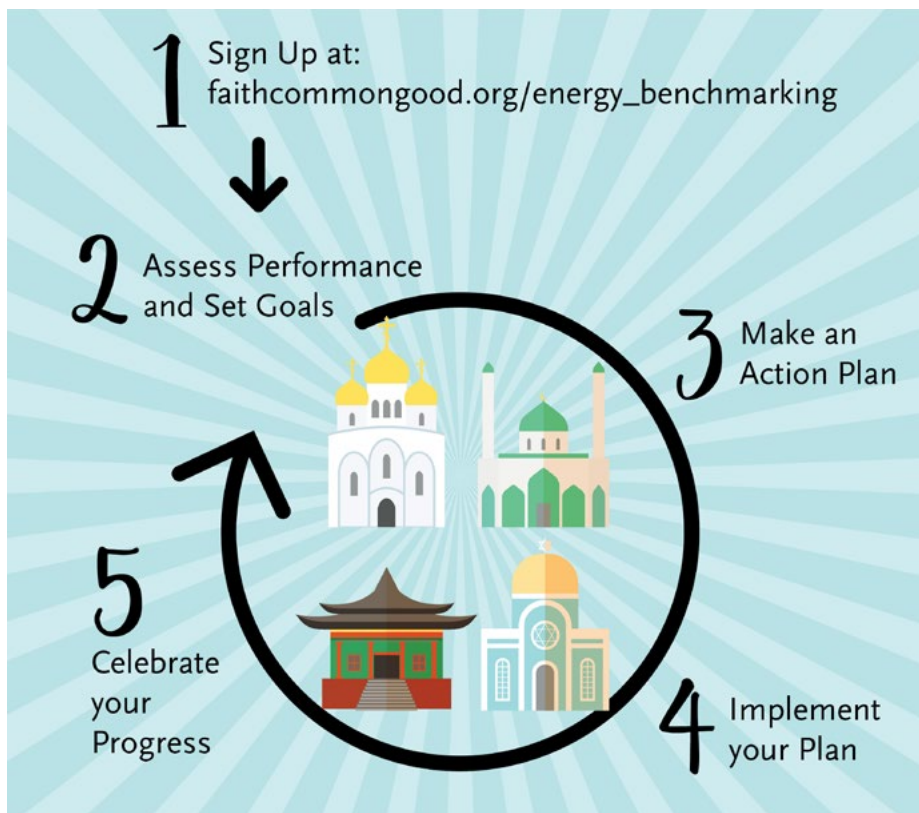 1
Sign Up at:
faithcommongood.org/energy_benchmarking
2
Assess Performance
and Set Goals
3
Make an
Action Plan
4
Implement
your Plan
5
Celebrate
your
Progress